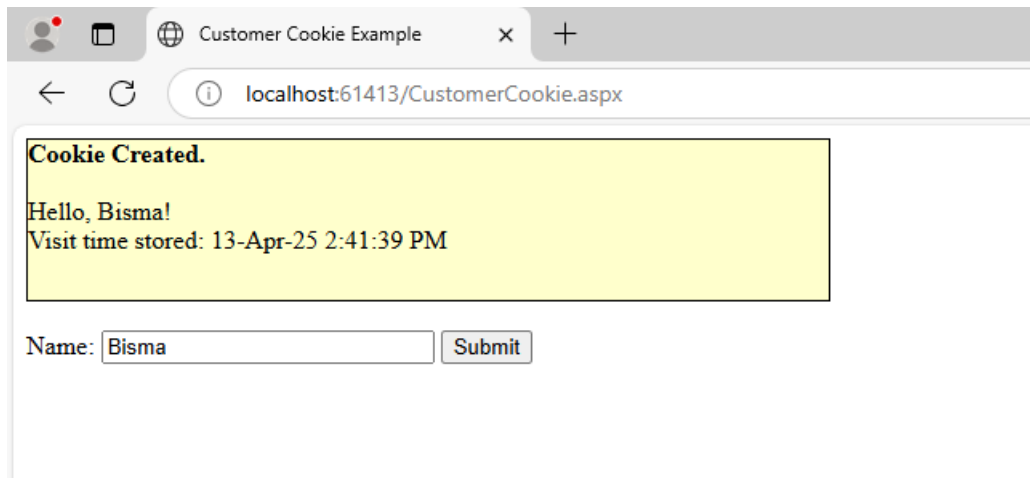 Customer Cookie Example
localhost:61413/CustomerCookie.aspx
Cookie Created.
Hello, Bisma!
Visit time stored: 13-Apr-25 2:41:39 PM
Name: Bisma Submit